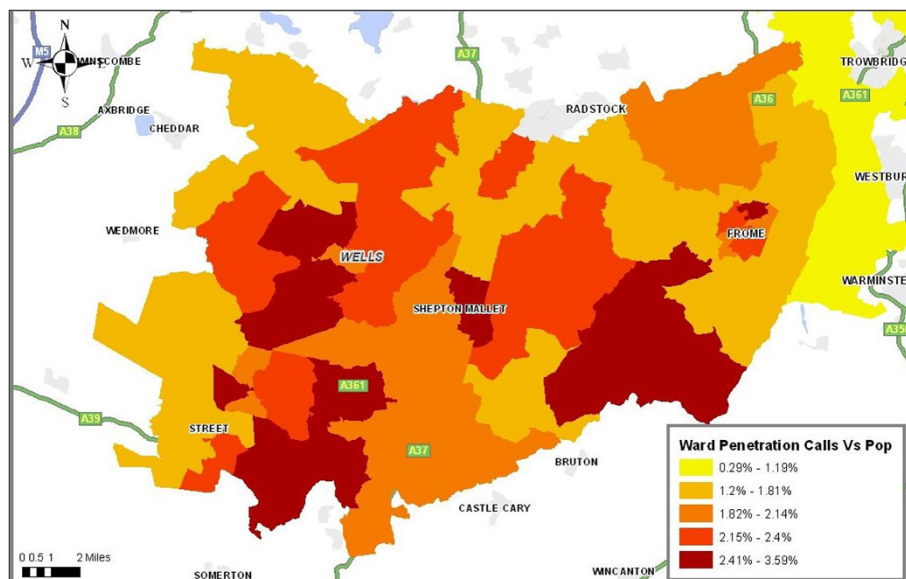 N
W
E
S
M5
WINSCOMBE
A37
TROWBRIDG
A36
A361
AXBRIDGE
RADSTOCK
A38
CHEDDAR
WESTBUR
WEDMORE
FROME
WELLS
WARMINSTE
SHEPTON MALLET
A350
A361
A39
STREET
A37
BRUTON
CASTLE CARY
SOMERTON
WINCANTON
0 0.5 1 2 Miles
Ward Penetration Calls Vs Pop
0.29% - 1.19%
1.2% - 1.81%
1.82% - 2.14%
2.15% - 2.4%
2.41% - 3.59%